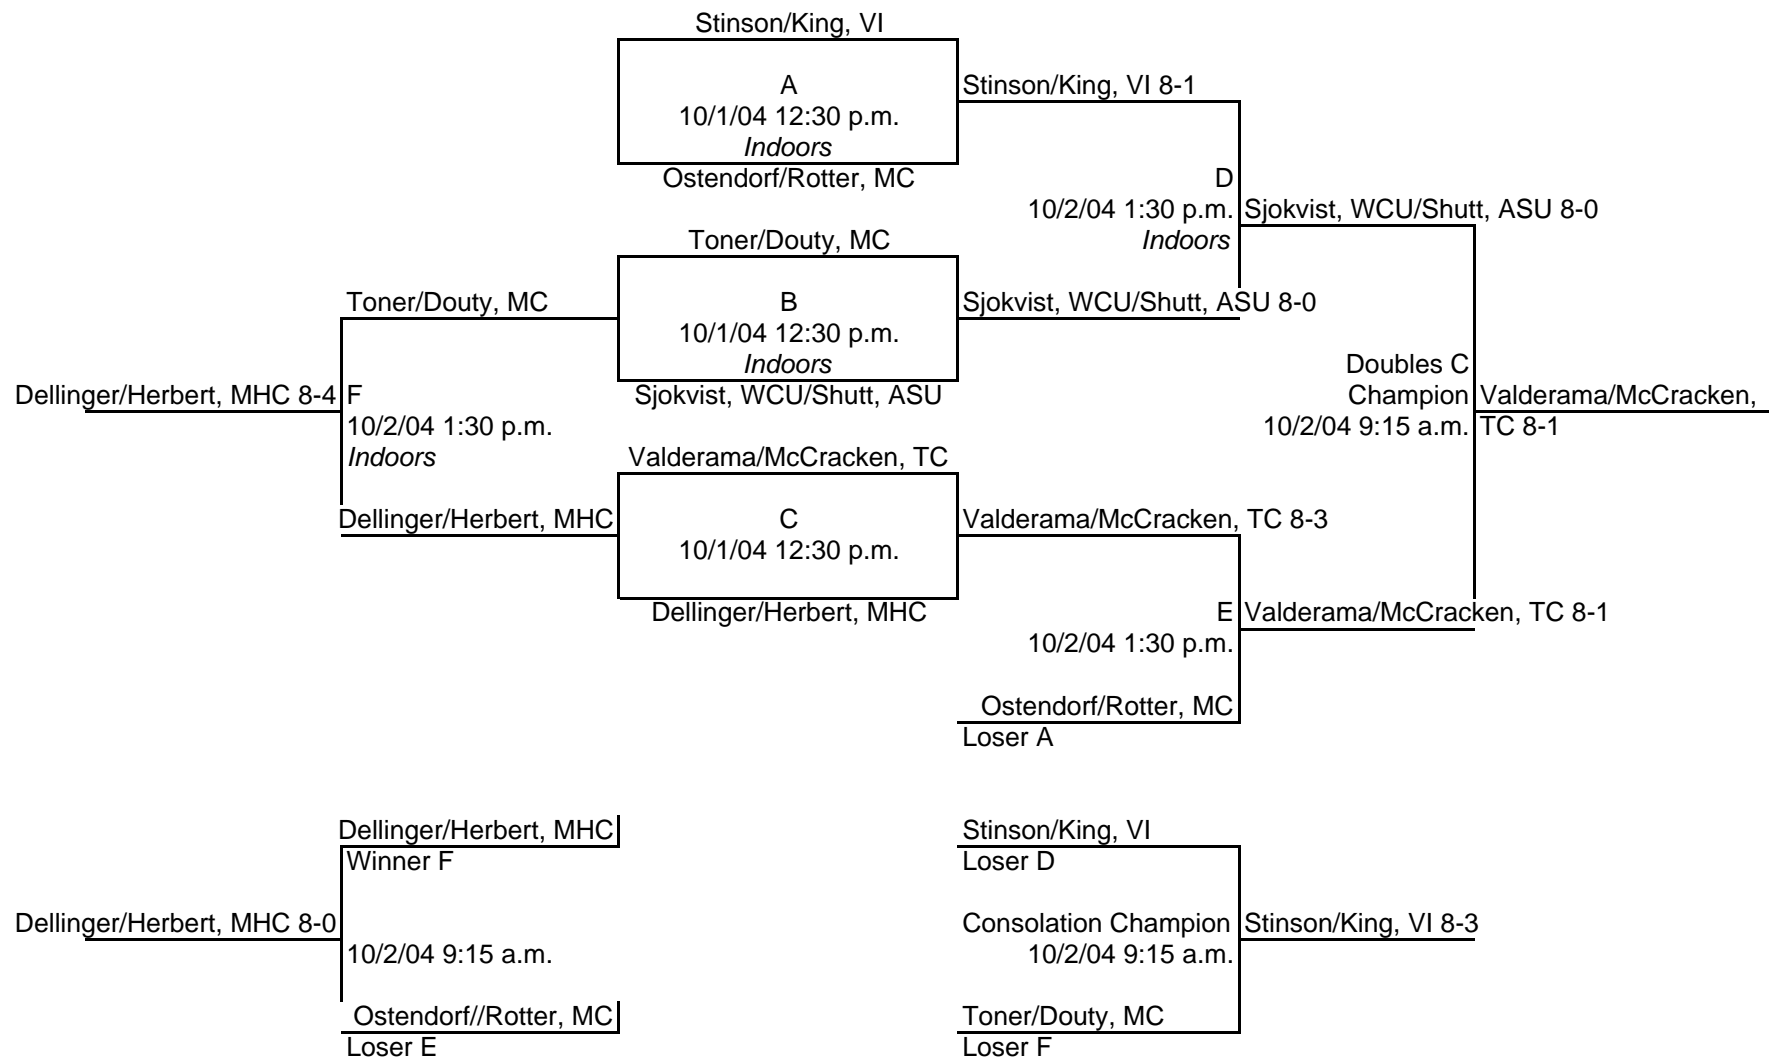 Stinson/King, VI
A
10/1/04 12:30 p.m.
Indoors
Ostendorf/Rotter, MC
Stinson/King, VI 8-1
D
10/2/04 1:30 p.m.
Indoors
Sjokvist, WCU/Shutt, ASU 8-0
Toner/Douty, MC
Toner/Douty, MC
B
10/1/04 12:30 p.m.
Indoors
Sjokvist, WCU/Shutt, ASU
Sjokvist, WCU/Shutt, ASU 8-0
Dellinger/Herbert, MHC 8-4
F
10/2/04 1:30 p.m.
Indoors
Doubles C
Champion
10/2/04 9:15 a.m.
Valderama/McCracken,
TC 8-1
Valderama/McCracken, TC
Dellinger/Herbert, MHC
C
10/1/04 12:30 p.m.
Dellinger/Herbert, MHC
Valderama/McCracken, TC 8-3
E
10/2/04 1:30 p.m.
Valderama/McCracken, TC 8-1
Ostendorf/Rotter, MC
Loser A
Dellinger/Herbert, MHC
Winner F
Dellinger/Herbert, MHC 8-0
10/2/04 9:15 a.m.
Ostendorf//Rotter, MC
Loser E
Stinson/King, VI
Loser D
Consolation Champion
10/2/04 9:15 a.m.
Stinson/King, VI 8-3
Toner/Douty, MC
Loser F